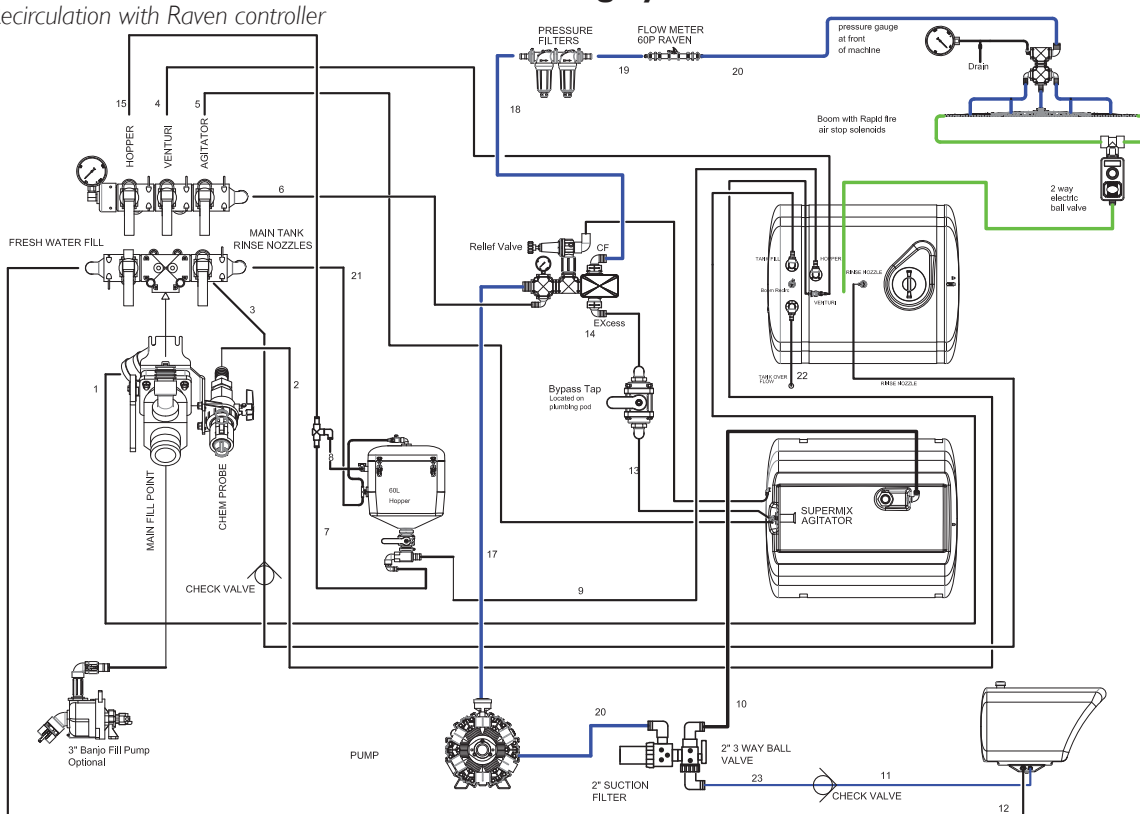 ecirculation with Raven controller
PRESSURE
FILTERS
FLOW METER
60P RAVEN
pressure gauge
at front
of machine
Drain
19
20
18
15
4
5
HOPPER
VENTURI
AGITATOR
Boom with Rapid fire
air stop solenoids
2 way
electric
ball valve
6
FRESH WATER FILL
MAIN TANK
RINSE NOZZLES
21
3
Relief Valve
CF
EXcess
14
TANK FILL
HOPPER
RINSE NOZZLE
Boom Recirc
VENTURI
TANK OVER
FLOW
22
RINSE NOZZLE
1
2
Bypass Tap
Located on
plumbing pod
MAIN FILL POINT
CHEM PROBE
8
60L
Hopper
13
SUPERMIX
AGITATOR
7
17
9
CHECK VALVE
3" Banjo Fill Pump
Optional
PUMP
20
10
2" 3 WAY BALL
VALVE
2" SUCTION
FILTER
23
11
CHECK VALVE
12